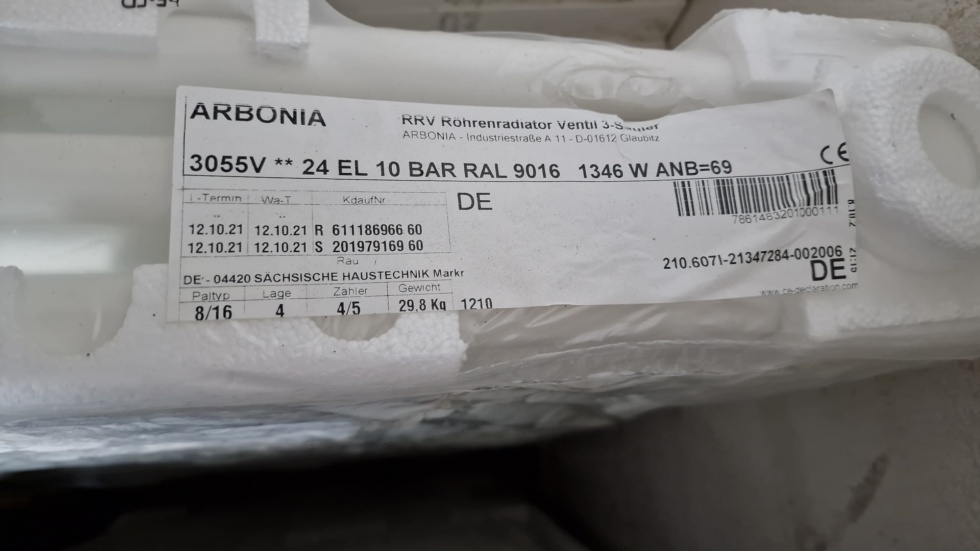 ARBONIA
RRV Röhrenradiator Ventil
ARBONIA - Industriestraße A 11 - D-01612 Glaubitz
3055V ** 24 EL 10 BAR RAL 9016 1346 W ANB=69
CE
-Termin Wa-T. KdaufNr.
DE
12.10.21 12.10.21 R 611186966 60
12.10.21 12.10.21 S 201979169 60
7861463201000111
DE - 04420 SÄCHSISCHE HAUSTECHNIK Markr
210.6071-21347284-002006
DE
Paltyp Lage Zahler Gewicht
8/16 4 4/5 29.8 Kg 1210